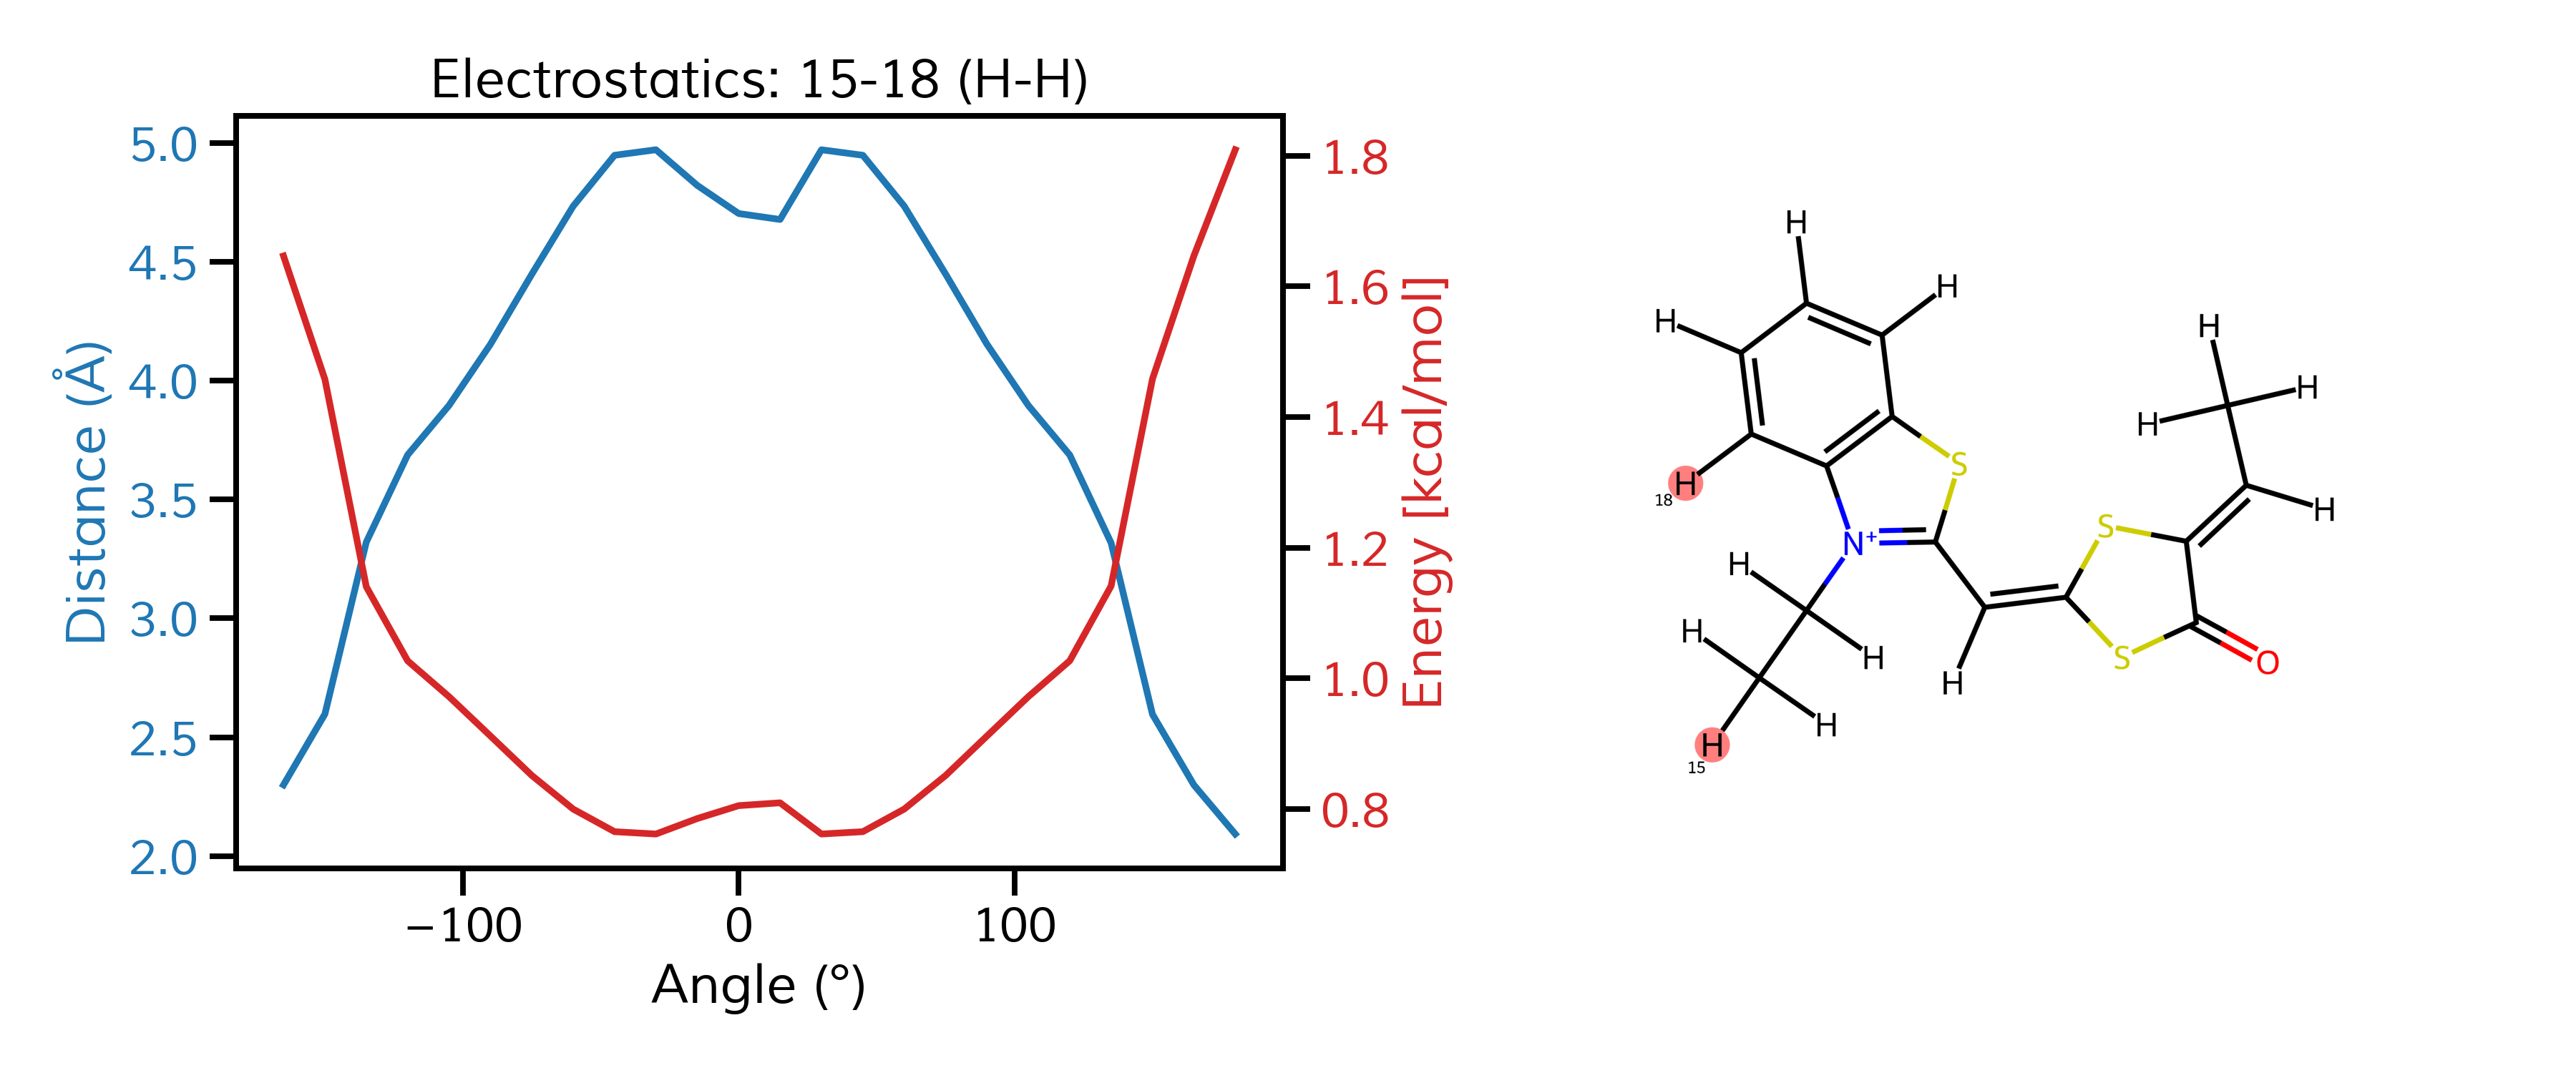 Electrostatics: 15-18 (H-H)
5.0
4.5
4.0
3.5
3.0
2.5
2.0
Distance (Å)
1.8
1.6
1.4
1.2
1.0
0.8
Energy [kcal/mol]
−100
0
100
Angle (°)
H
H
H
H
H
H
H
18
S
S
H
N+
H
H
H
S
O
H
H
H
15